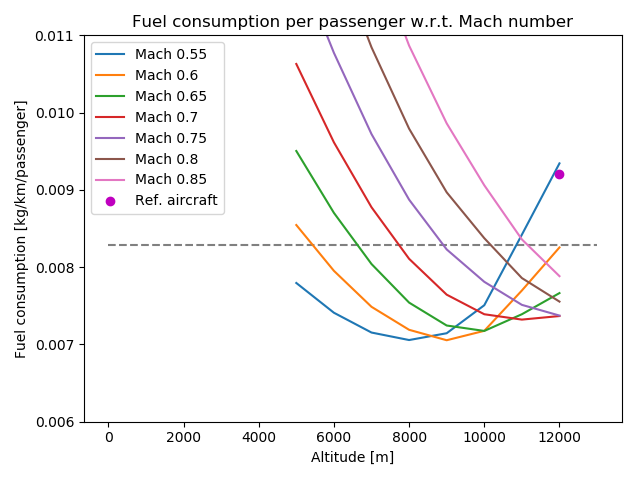 Fuel consumption per passenger w.r.t. Mach number
0.011
0.010
0.009
0.008
0.007
0.006
Fuel consumption [kg/km/passenger]
Mach 0.55
Mach 0.6
Mach 0.65
Mach 0.7
Mach 0.75
Mach 0.8
Mach 0.85
Ref. aircraft
0 2000 4000 6000 8000 10000 12000
Altitude [m]